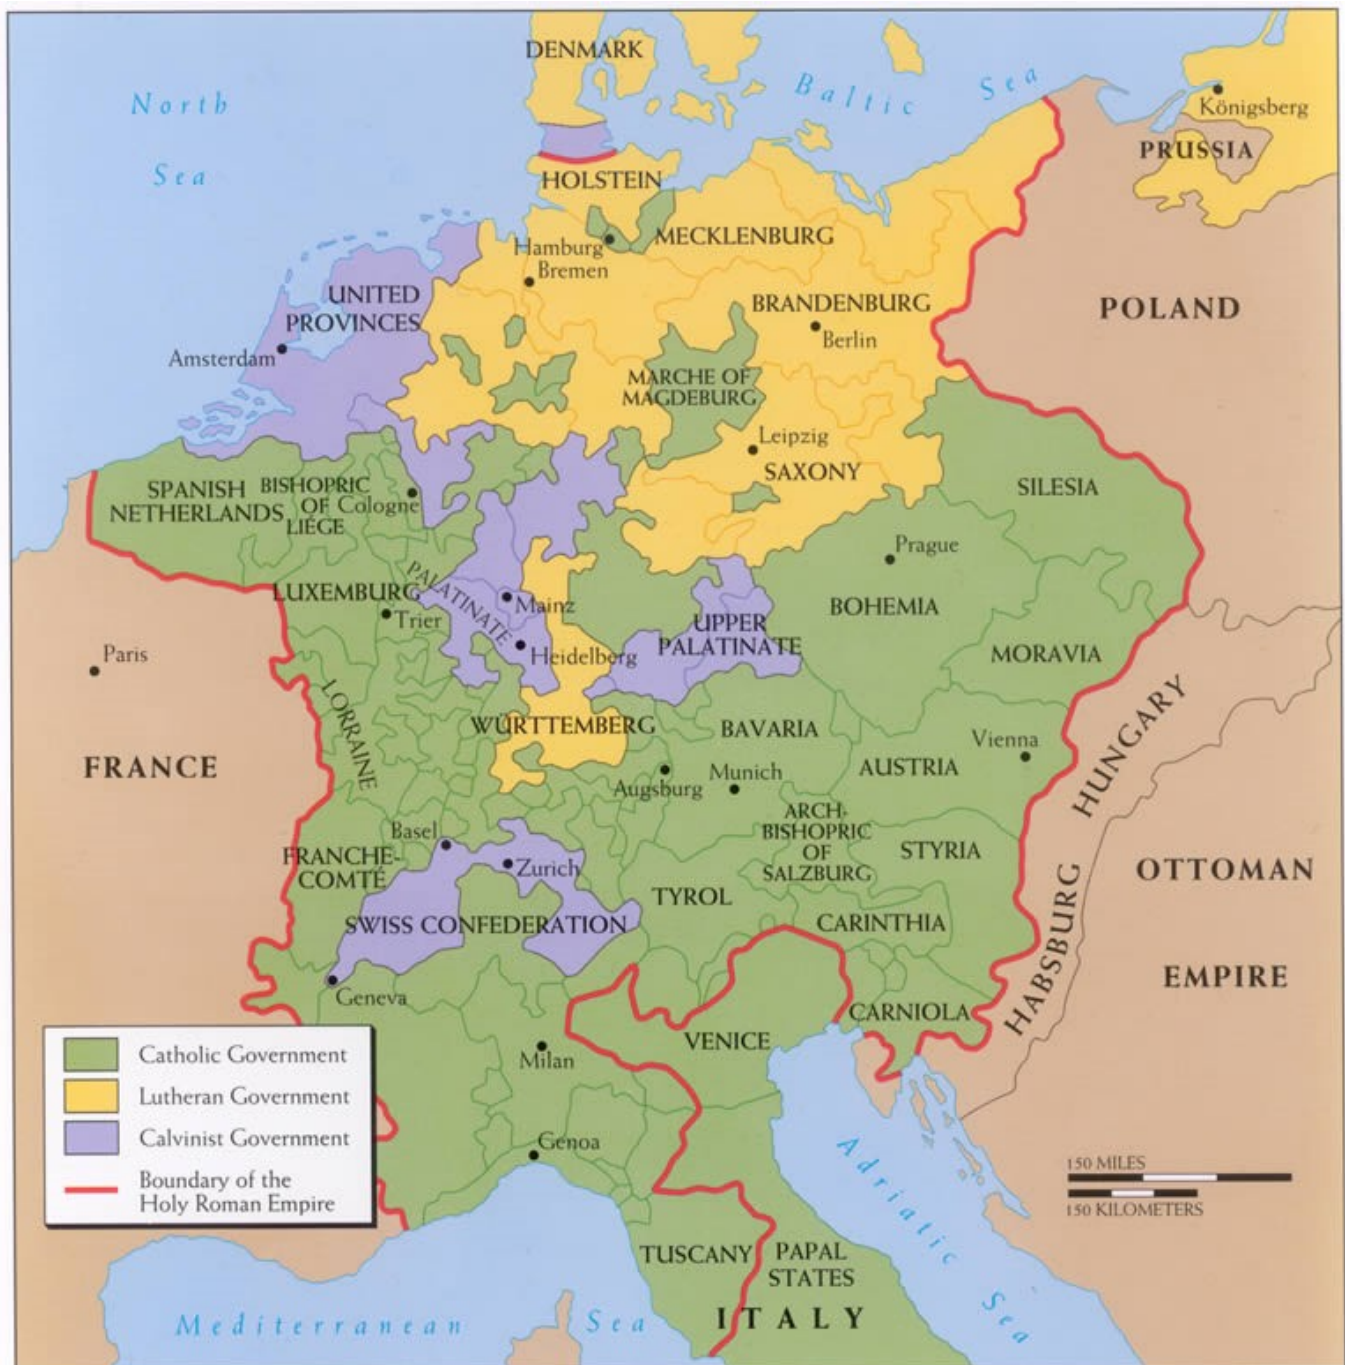 DENMARK
North
Sea
Baltic Sea
Königsberg
PRUSSIA
HOLSTEIN
MECKLENBURG
Hamburg
Bremen
UNITED
PROVINCES
BRANDENBURG
Berlin
POLAND
Amsterdam
MARCHE OF
MAGDEBURG
Leipzig
SAXONY
SPANISH
NETHERLANDS
BISHOPRIC
OF
LIÉGE
Cologne
SILESIA
Prague
LUXEMBURG
Trier
PALATINATE
Mainz
Heidelberg
UPPER
PALATINATE
BOHEMIA
MORAVIA
Paris
FRANCE
LORRAINE
WÜRTTEMBERG
BAVARIA
Vienna
AUSTRIA
Augsburg
Munich
HABSBURG HUNGARY
Basel
Zurich
FRANCHE-
COMTÉ
ARCH-
BISHOPRIC
OF
SALZBURG
STYRIA
OTTOMAN
EMPIRE
TYROL
SWISS CONFEDERATION
CARINTHIA
Geneva
CARNIOLA
VENICE
Milan
Genoa
Catholic Government
Lutheran Government
Calvinist Government
Boundary of the
Holy Roman Empire
Adriatic Sea
150 MILES
150 KILOMETERS
TUSCANY
PAPAL
STATES
ITALY
Mediterranean Sea